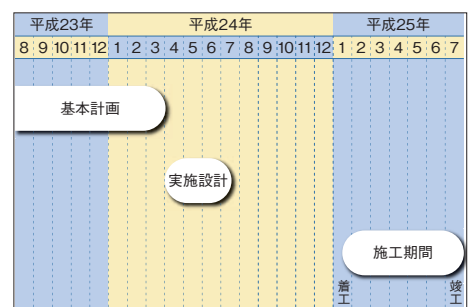 平成23年 平成24年 平成25年
8 9 10 11 12 1 2 3 4 5 6 7 8 9 10 11 12 1 2 3 4 5 6 7
基本計画
実施設計
施工期間
着工 竣工